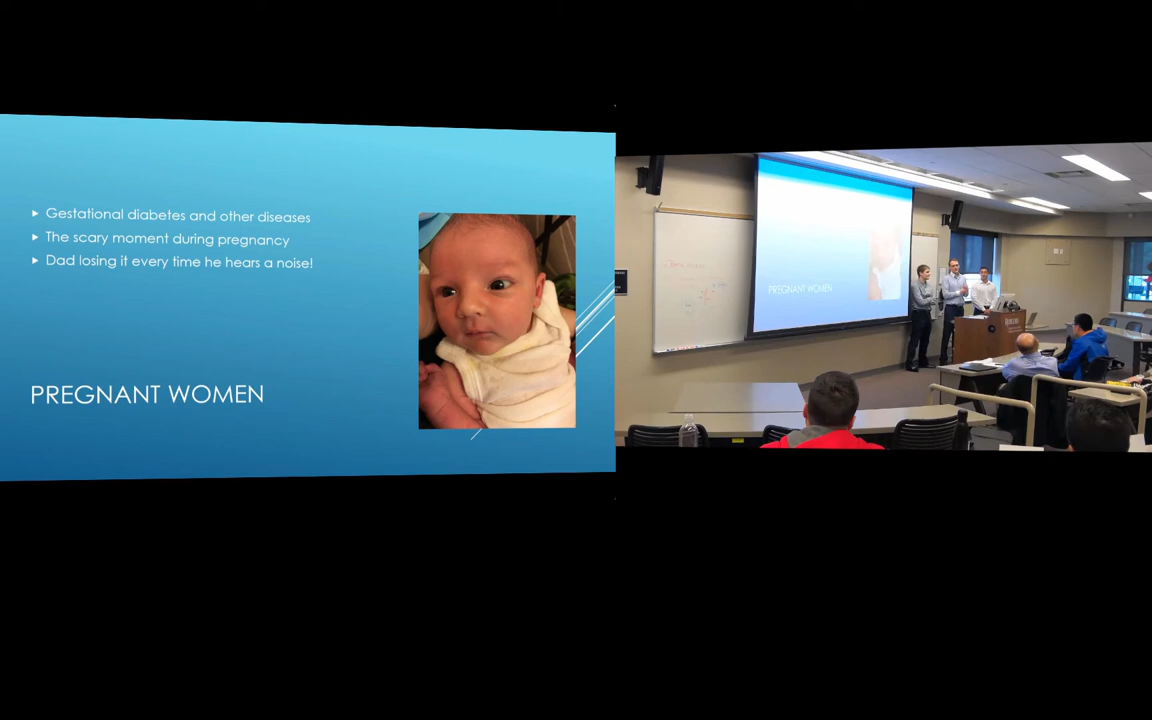 Gestational diabetes and other diseases
The scary moment during pregnancy
Dad losing it every time he hears a noise!
PREGNANT WOMEN
PREGNANT WOMEN